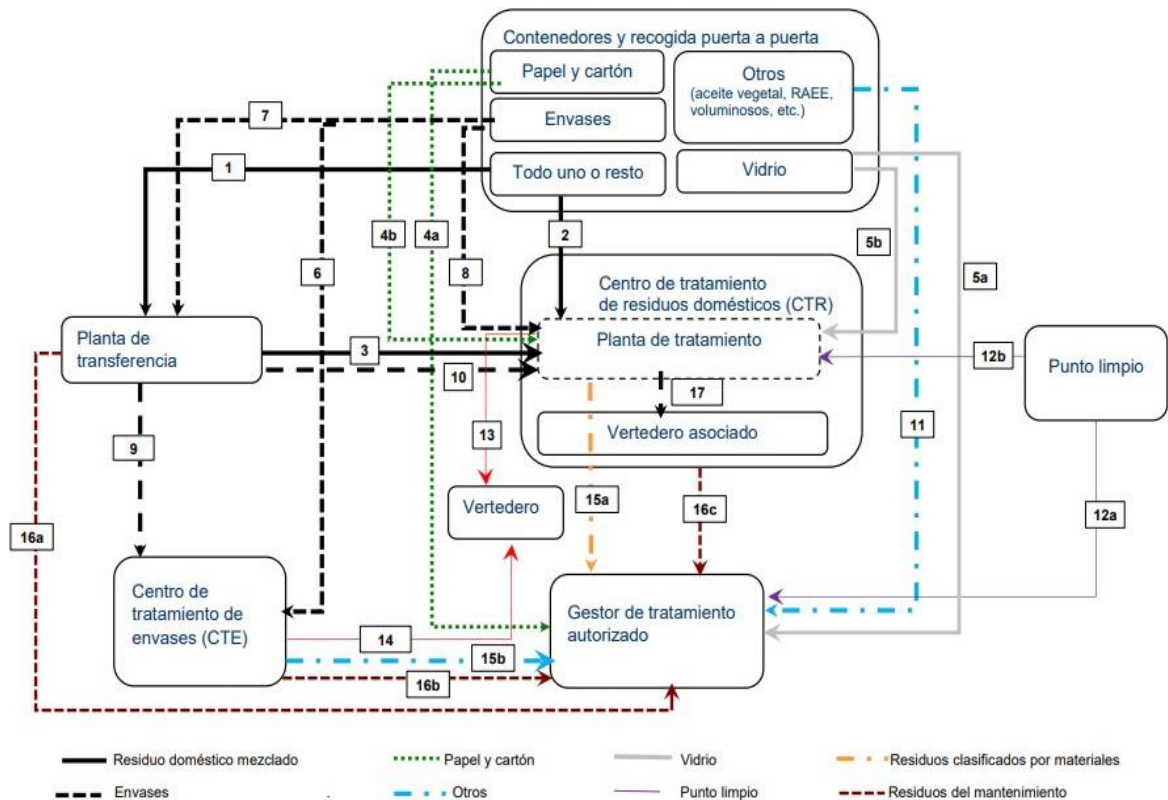 Contenedores y recogida puerta a puerta
Papel y cartón
Otros
(aceite vegetal, RAEE,
voluminosos, etc.)
Envases
Todo uno o resto
Vidrio
7
1
4b
4a
2
5b
6
8
5a
Centro de tratamiento
de residuos domésticos (CTR)
Planta de tratamiento
Planta de
transferencia
3
10
12b
Punto limpio
17
11
Vertedero asociado
9
13
Vertedero
15a
16c
12a
16a
Centro de
tratamiento de
envases (CTE)
Gestor de tratamiento
autorizado
14
15b
16b
Residuo doméstico mezclado
Papel y cartón
Vidrio
Residuos clasificados por materiales
Envases
.
Otros
Punto limpio
Residuos del mantenimiento